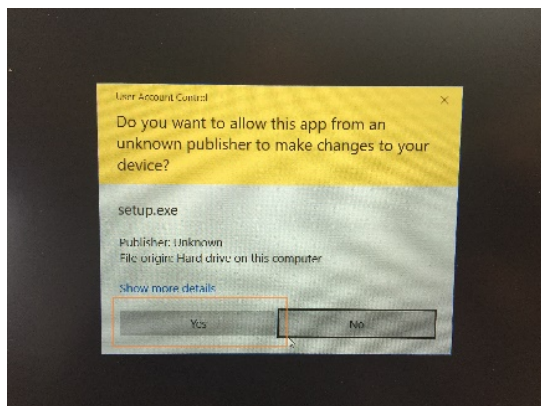 User Account Control
Do you want to allow this app from an
unknown publisher to make changes to your
device?
setup.exe
Publisher: Unknown
File origin: Hard drive on this computer
Show more details
Yes
No